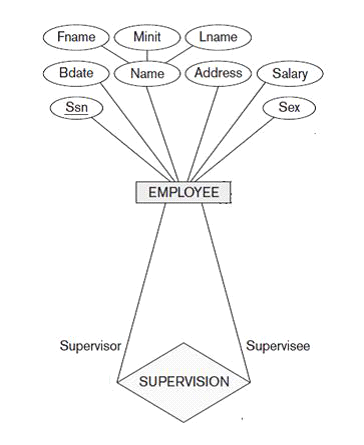 Fname Minit Lname
Bdate Name Address Salary
Ssn Sex
EMPLOYEE
Supervisor Supervisee
SUPERVISION